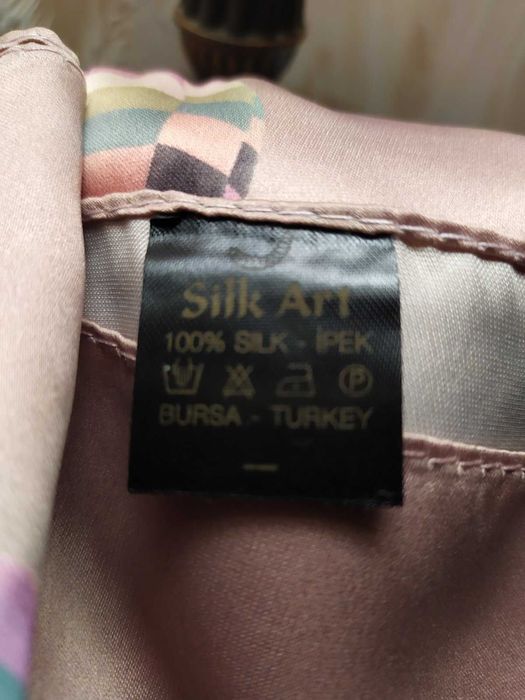 Silk Art
100% SILK - İPEK
P
BURSA - TURKEY